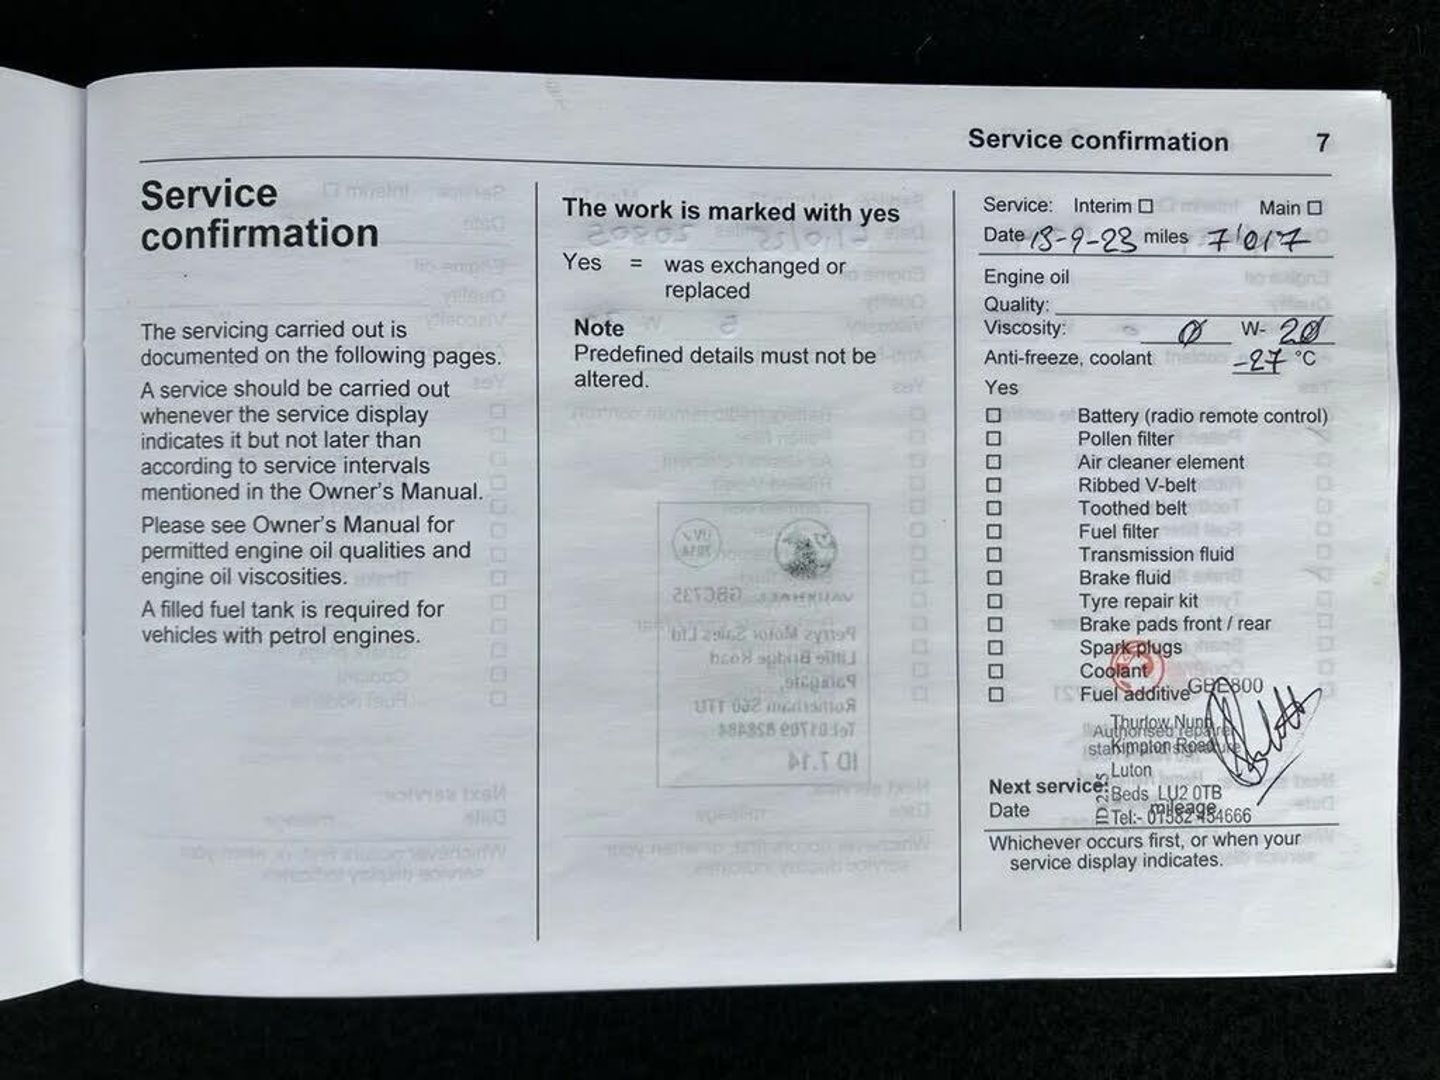 Service confirmation 7
Service
confirmation
The servicing carried out is
documented on the following pages.
A service should be carried out
whenever the service display
indicates it but not later than
according to service intervals
mentioned in the Owner's Manual.
Please see Owner's Manual for
permitted engine oil qualities and
engine oil viscosities.
A filled fuel tank is required for
vehicles with petrol engines.
The work is marked with yes
Yes = was exchanged or
replaced
Note
Predefined details must not be
altered.
Service: Interim ☐ Main ☐
Date 13-9-23 miles 7'017
Engine oil
Quality:
Viscosity: 0 W- 20
Anti-freeze, coolant -27 °C
Yes
☐ Battery (radio remote control)
☐ Pollen filter
☐ Air cleaner element
☐ Ribbed V-belt
☐ Toothed belt
☐ Fuel filter
☐ Transmission fluid
☐ Brake fluid
☐ Tyre repair kit
☐ Brake pads front / rear
☐ Spark plugs
☐ Coolant
☐ Fuel additive
GBE800
Thurlow Nunn
Authorised repairer
Kimpton Road
Luton
Beds LU2 0TB
Tel:- 01582 454666
Next service:
Date mileage
Whichever occurs first, or when your
service display indicates.